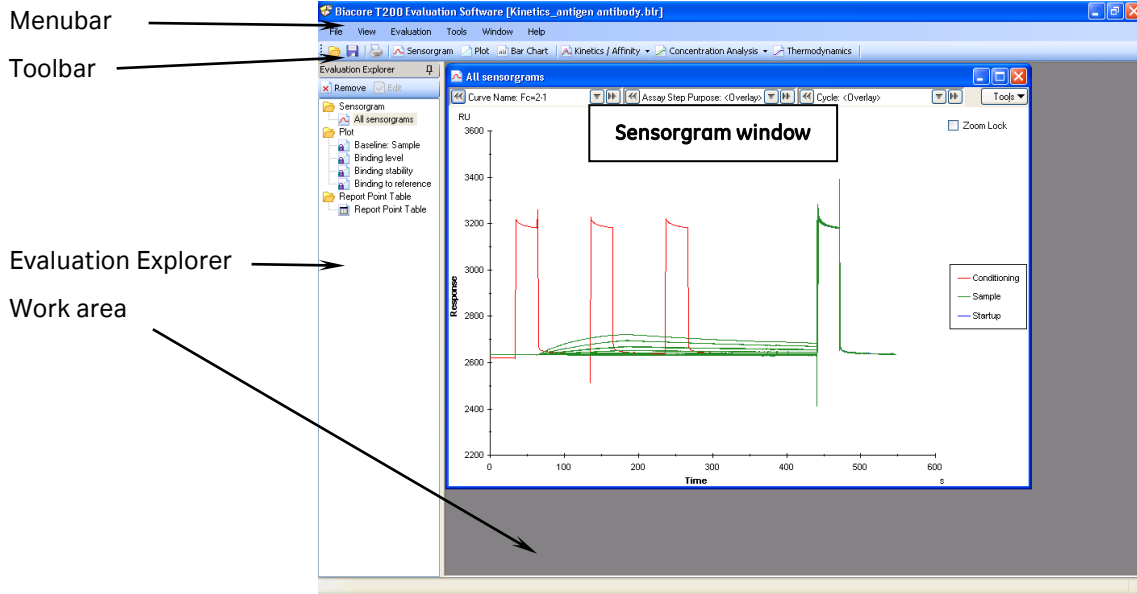 Menubar
Toolbar
Evaluation Explorer
Work area
Biacore T200 Evaluation Software [Kinetics_antigen antibody.blr]
File View Evaluation Tools Window Help
Sensorgram Plot Bar Chart Kinetics / Affinity Concentration Analysis Thermodynamics
Evaluation Explorer
Remove Edit
Sensorgram
All sensorgrams
Plot
Baseline: Sample
Binding level
Binding stability
Binding to reference
Report Point Table
Report Point Table
All sensorgrams
Curve Name: Fc=2-1 Assay Step Purpose: <Overlay> Cycle: <Overlay> Tools
Sensorgram window
Zoom Lock
RU
3600
3400
3200
3000
2800
2600
2400
2200
Response
0 100 200 300 400 500 600
Time s
Conditioning
Sample
Startup